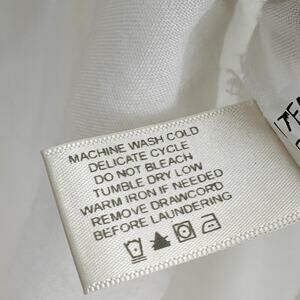 MACHINE WASH COLD
DELICATE CYCLE
DO NOT BLEACH
TUMBLE DRY LOW
WARM IRON IF NEEDED
REMOVE DRAWCORD
BEFORE LAUNDERING